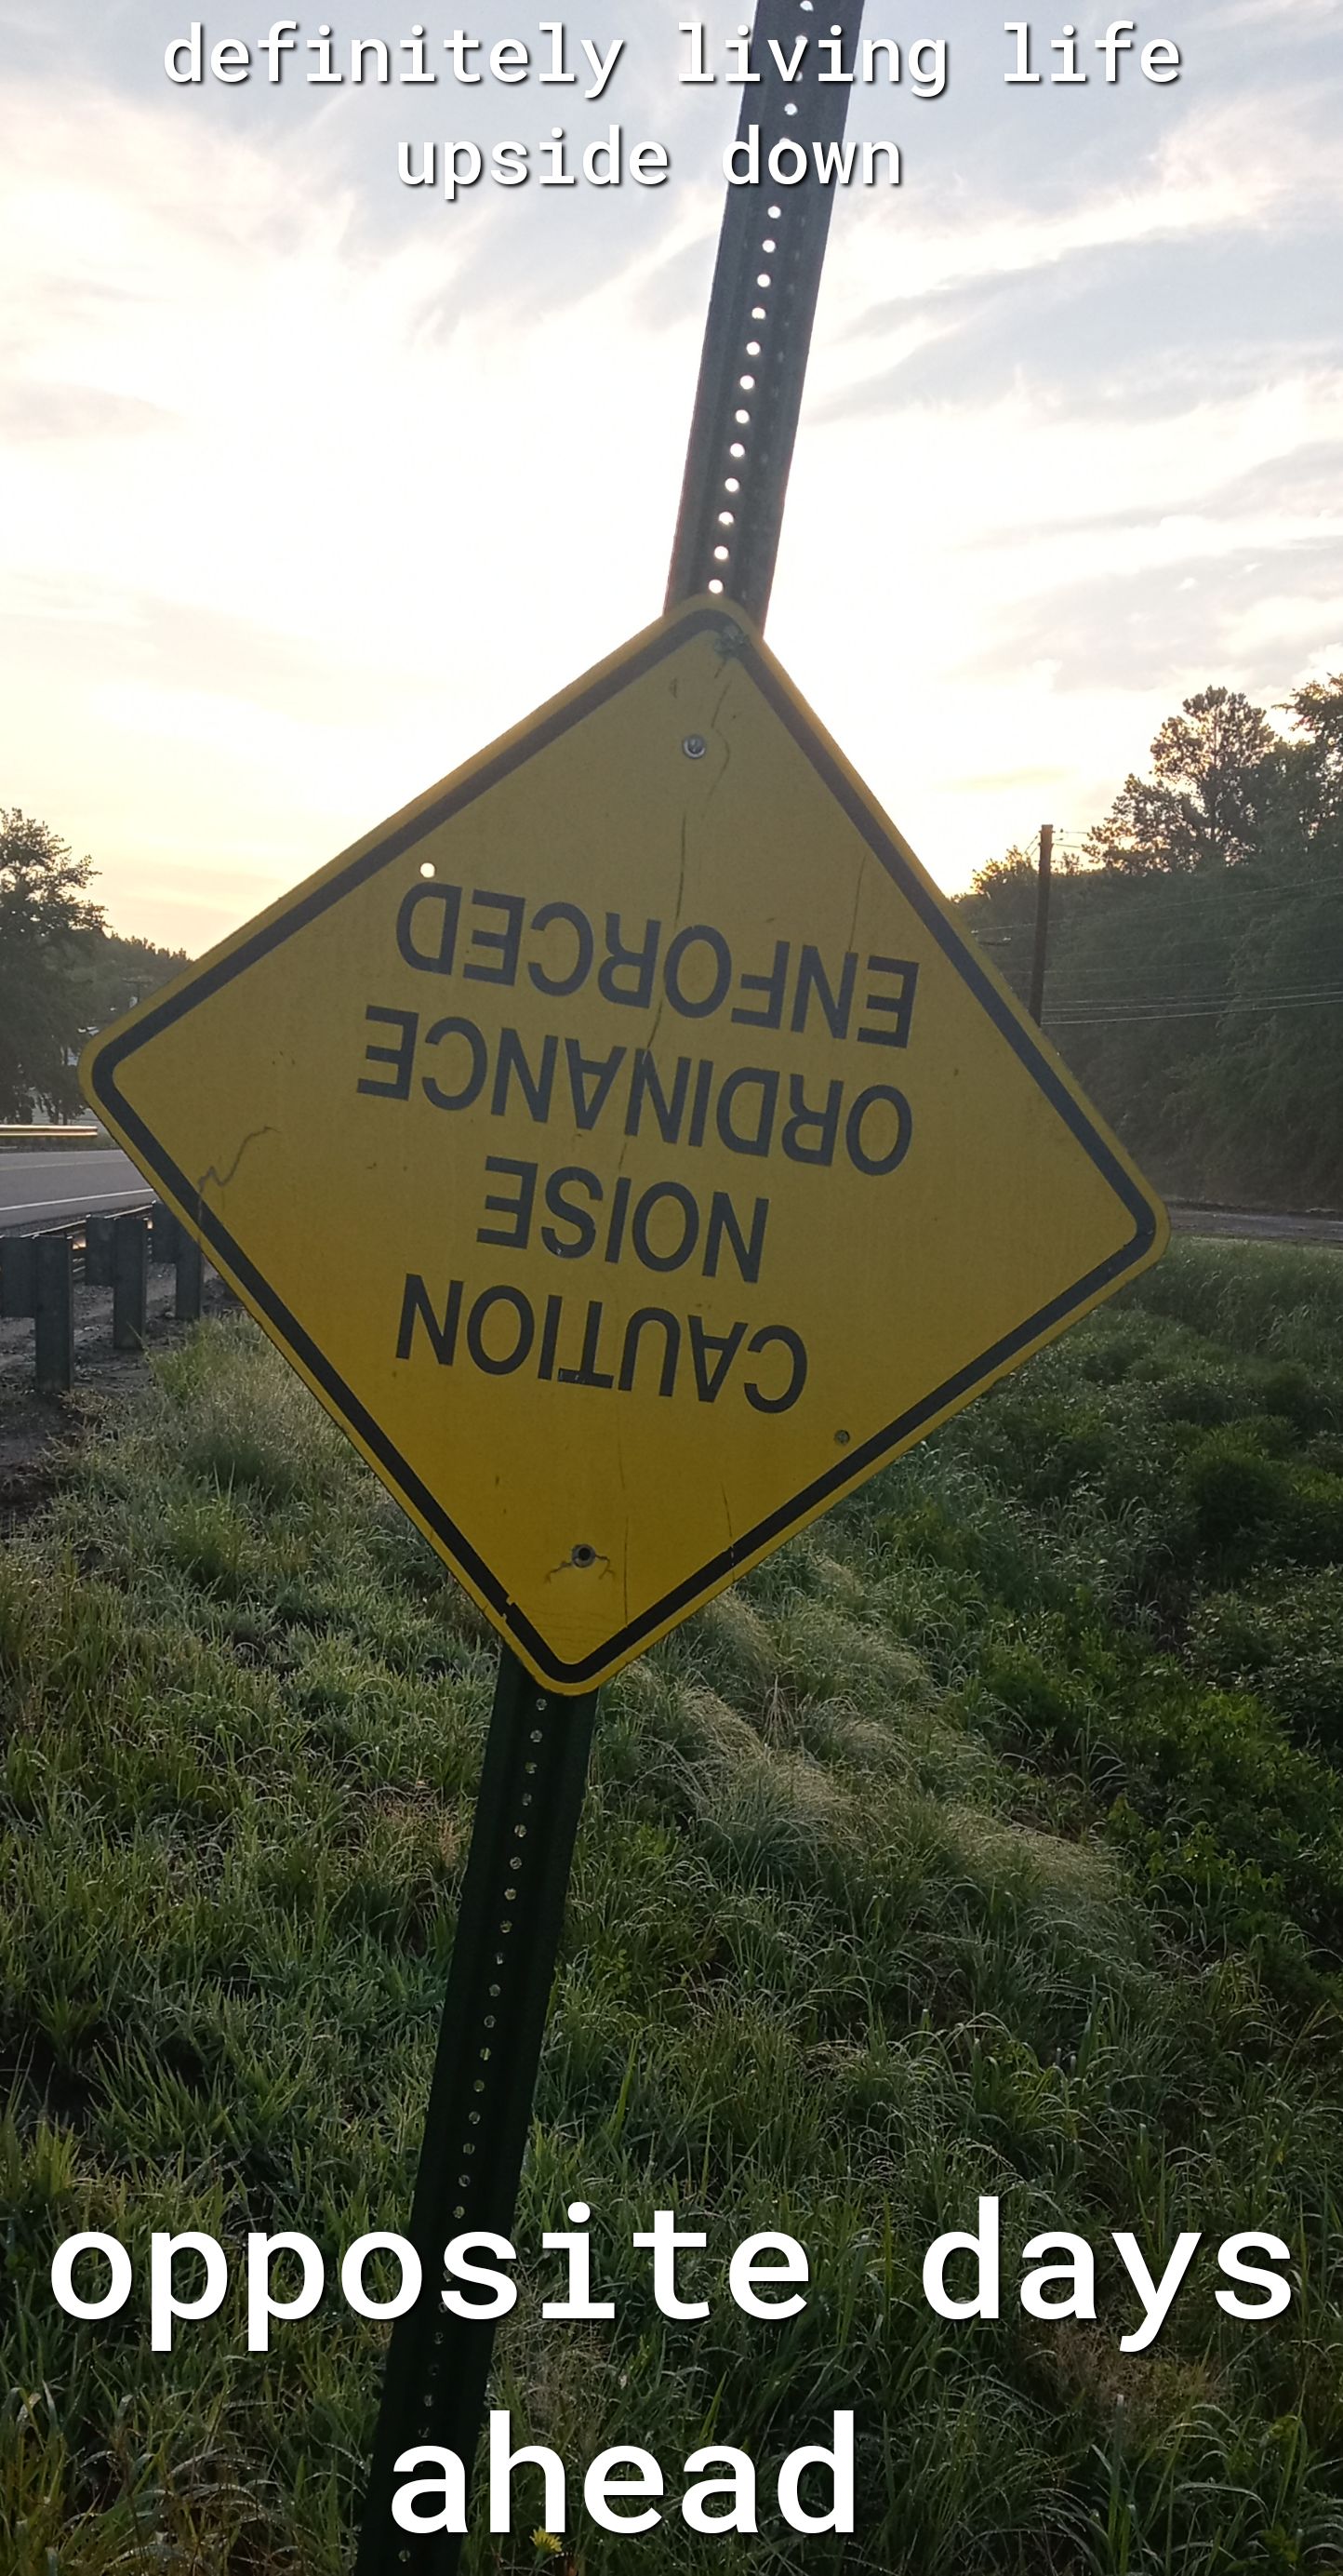 definitely living life
upside down
CAUTION
NOISE
ORDINANCE
ENFORCED
opposite days
ahead